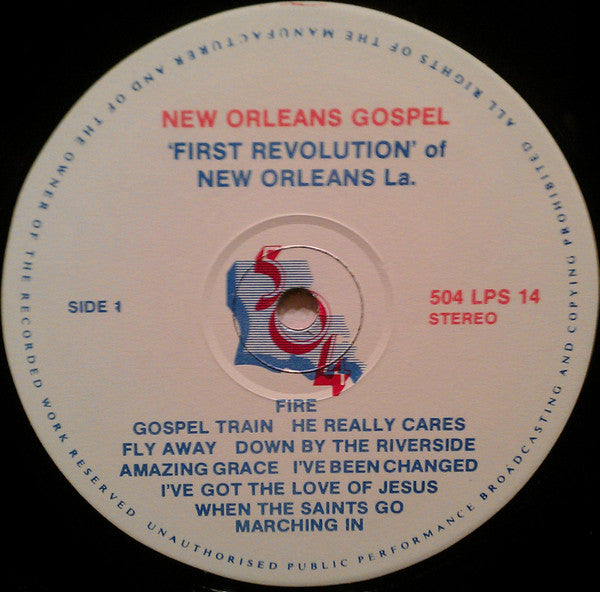 ALL RIGHTS OF THE MANUFACTURER AND OF THE OWNER OF THE RECORDED WORK RESERVED UNAUTHORISED PUBLIC PERFORMANCE BROADCASTING AND COPYING PROHIBITED
NEW ORLEANS GOSPEL
'FIRST REVOLUTION' of
NEW ORLEANS La.
504
SIDE 1
504 LPS 14
STEREO
FIRE
GOSPEL TRAIN HE REALLY CARES
FLY AWAY DOWN BY THE RIVERSIDE
AMAZING GRACE I'VE BEEN CHANGED
I'VE GOT THE LOVE OF JESUS
WHEN THE SAINTS GO
MARCHING IN